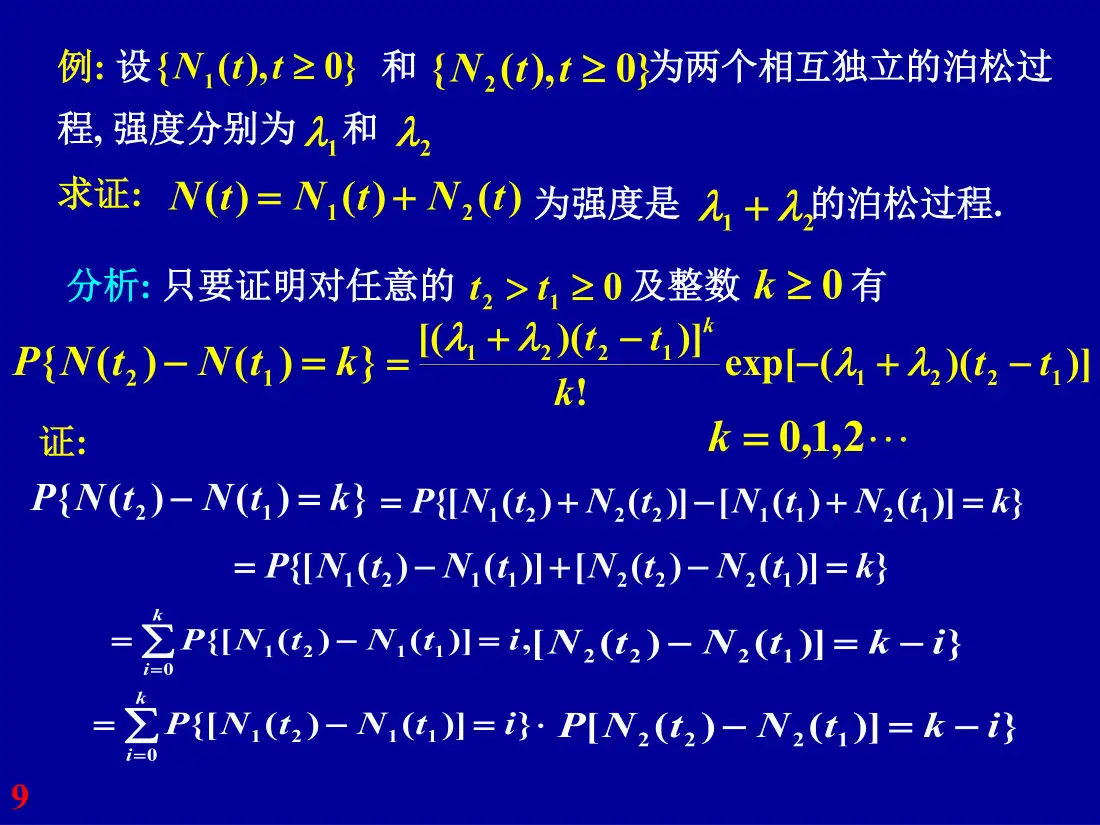 例: 设{N₁(t),t ≥ 0} 和 {N₂(t),t ≥ 0}为两个相互独立的泊松过
程, 强度分别为 λ₁和 λ₂
求证: N(t) = N₁(t) + N₂(t) 为强度是 λ₁ + λ₂的泊松过程.
分析: 只要证明对任意的 t₂ > t₁ ≥ 0 及整数 k ≥ 0 有
P{N(t₂) − N(t₁) = k} = [(λ₁ + λ₂)(t₂ − t₁)]ᵏ / k! exp[−(λ₁ + λ₂)(t₂ − t₁)]
证: k = 0,1,2⋯
P{N(t₂) − N(t₁) = k} = P{[N₁(t₂) + N₂(t₂)] − [N₁(t₁) + N₂(t₁)] = k}
= P{[N₁(t₂) − N₁(t₁)] + [N₂(t₂) − N₂(t₁)] = k}
= ∑_{i=0}^{k} P{[N₁(t₂) − N₁(t₁)] = i,[N₂(t₂) − N₂(t₁)] = k − i}
= ∑_{i=0}^{k} P{[N₁(t₂) − N₁(t₁)] = i} · P[N₂(t₂) − N₂(t₁)] = k − i}
9